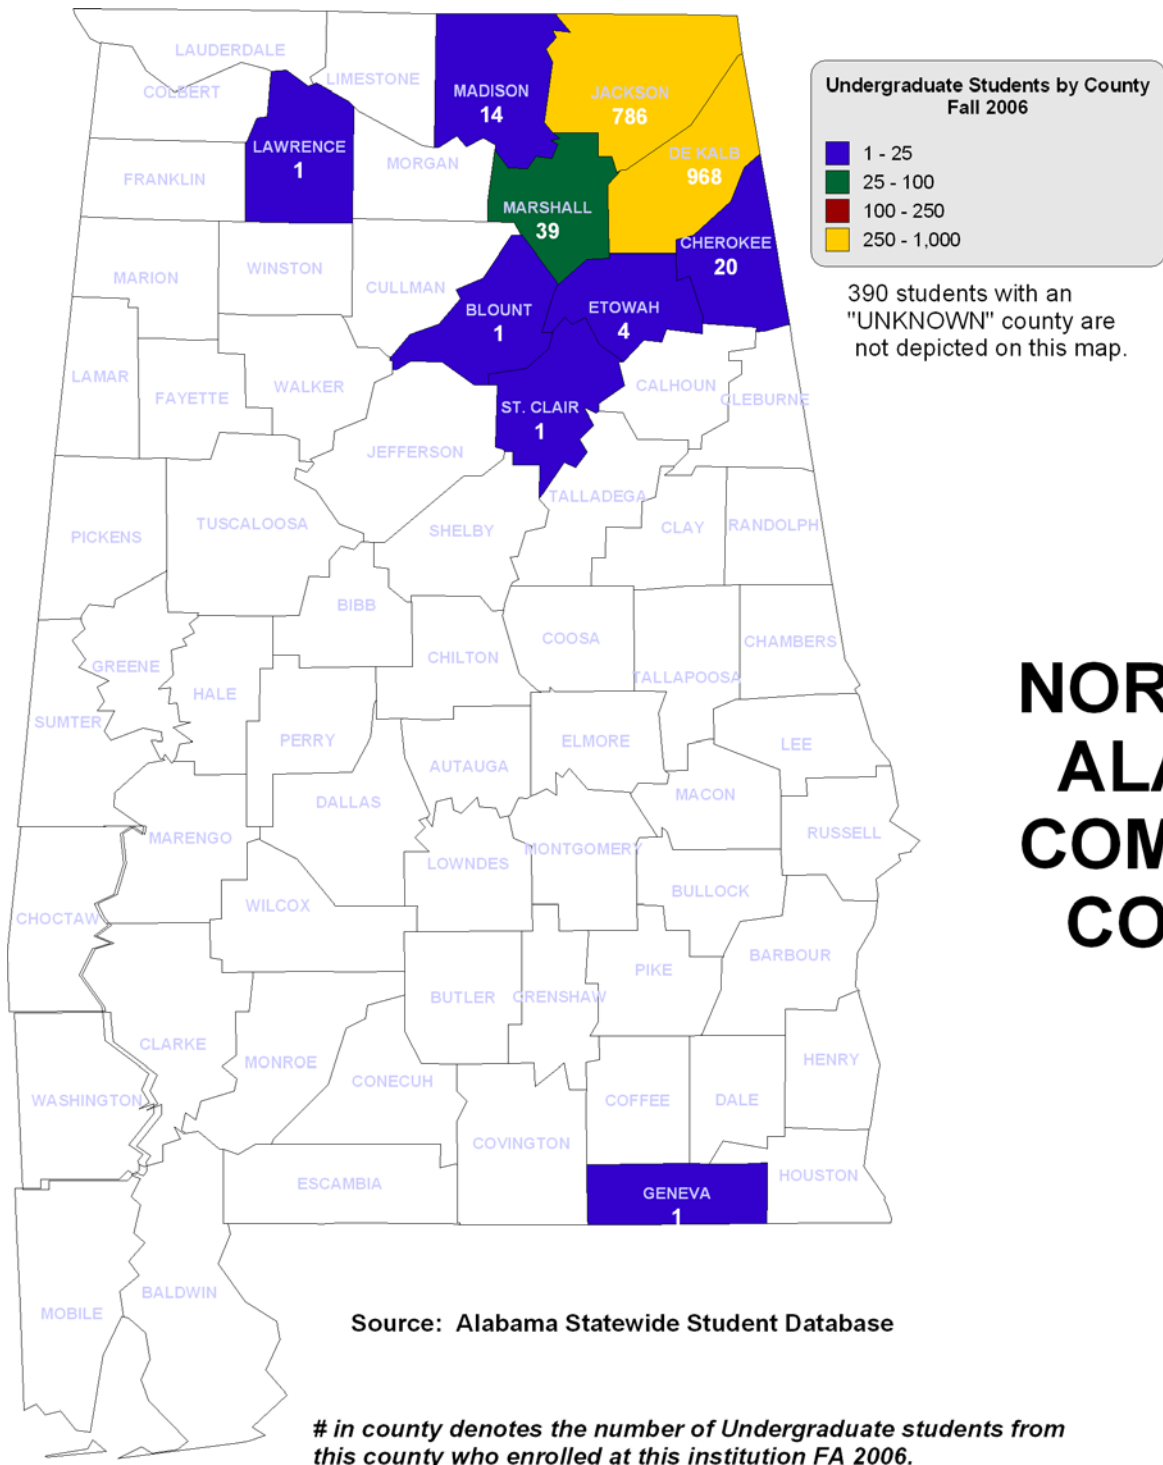 LAUDERDALE
LIMESTONE
COLBERT
MADISON
14
JACKSON
786
Undergraduate Students by County
Fall 2006
1 - 25
25 - 100
100 - 250
250 - 1,000
LAWRENCE
1
MORGAN
FRANKLIN
DE KALB
968
MARSHALL
39
CHEROKEE
20
390 students with an
"UNKNOWN" county are
not depicted on this map.
MARION
WINSTON
CULLMAN
BLOUNT
1
ETOWAH
4
LAMAR
FAYETTE
WALKER
CALHOUN
CLEBURNE
ST. CLAIR
1
JEFFERSON
TALLADEGA
PICKENS
TUSCALOOSA
SHELBY
CLAY
RANDOLPH
BIBB
GREENE
HALE
CHILTON
COOSA
TALLAPOOSA
CHAMBERS
SUMTER
PERRY
AUTAUGA
ELMORE
LEE
NOR
ALA
COM
CO
DALLAS
MACON
MARENGO
LOWNDES
MONTGOMERY
RUSSELL
CHOCTAW
WILCOX
BULLOCK
BARBOUR
BUTLER
CRENSHAW
PIKE
CLARKE
MONROE
CONECUH
COFFEE
DALE
HENRY
WASHINGTON
COVINGTON
ESCAMBIA
GENEVA
1
HOUSTON
MOBILE
BALDWIN
Source: Alabama Statewide Student Database
# in county denotes the number of Undergraduate students from
this county who enrolled at this institution FA 2006.